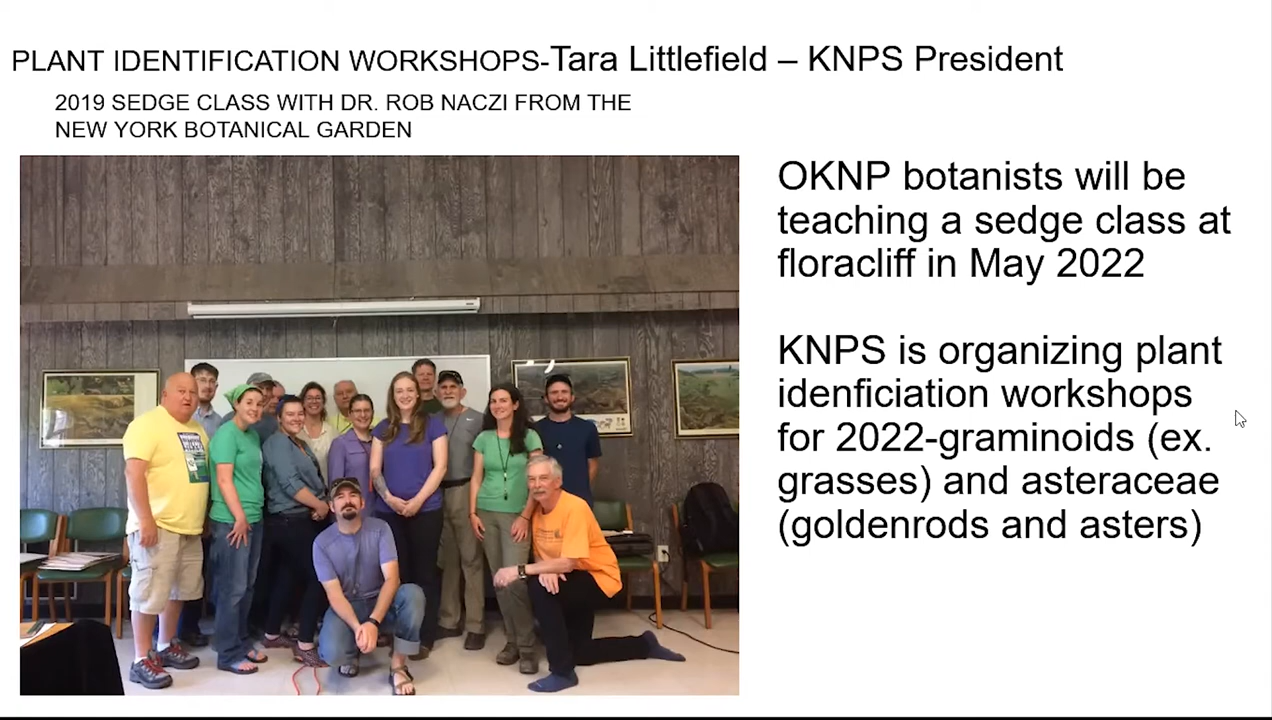 PLANT IDENTIFICATION WORKSHOPS-Tara Littlefield – KNPS President
2019 SEDGE CLASS WITH DR. ROB NACZI FROM THE
NEW YORK BOTANICAL GARDEN
OKNP botanists will be
teaching a sedge class at
floracliff in May 2022
KNPS is organizing plant
idenficiation workshops
for 2022-graminoids (ex.
grasses) and asteraceae
(goldenrods and asters)